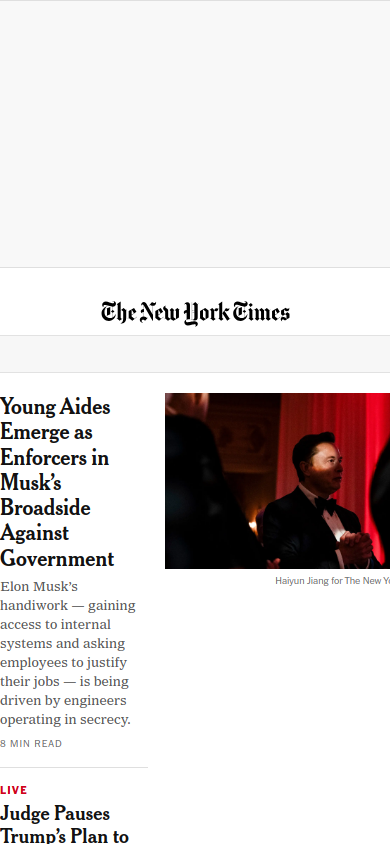 The New York Times
Young Aides
Emerge as
Enforcers in
Musk’s
Broadside
Against
Government
Elon Musk’s
handiwork — gaining
access to internal
systems and asking
employees to justify
their jobs — is being
driven by engineers
operating in secrecy.
8 MIN READ
Haiyun Jiang for The New Yo
LIVE
Judge Pauses
Trump’s Plan to